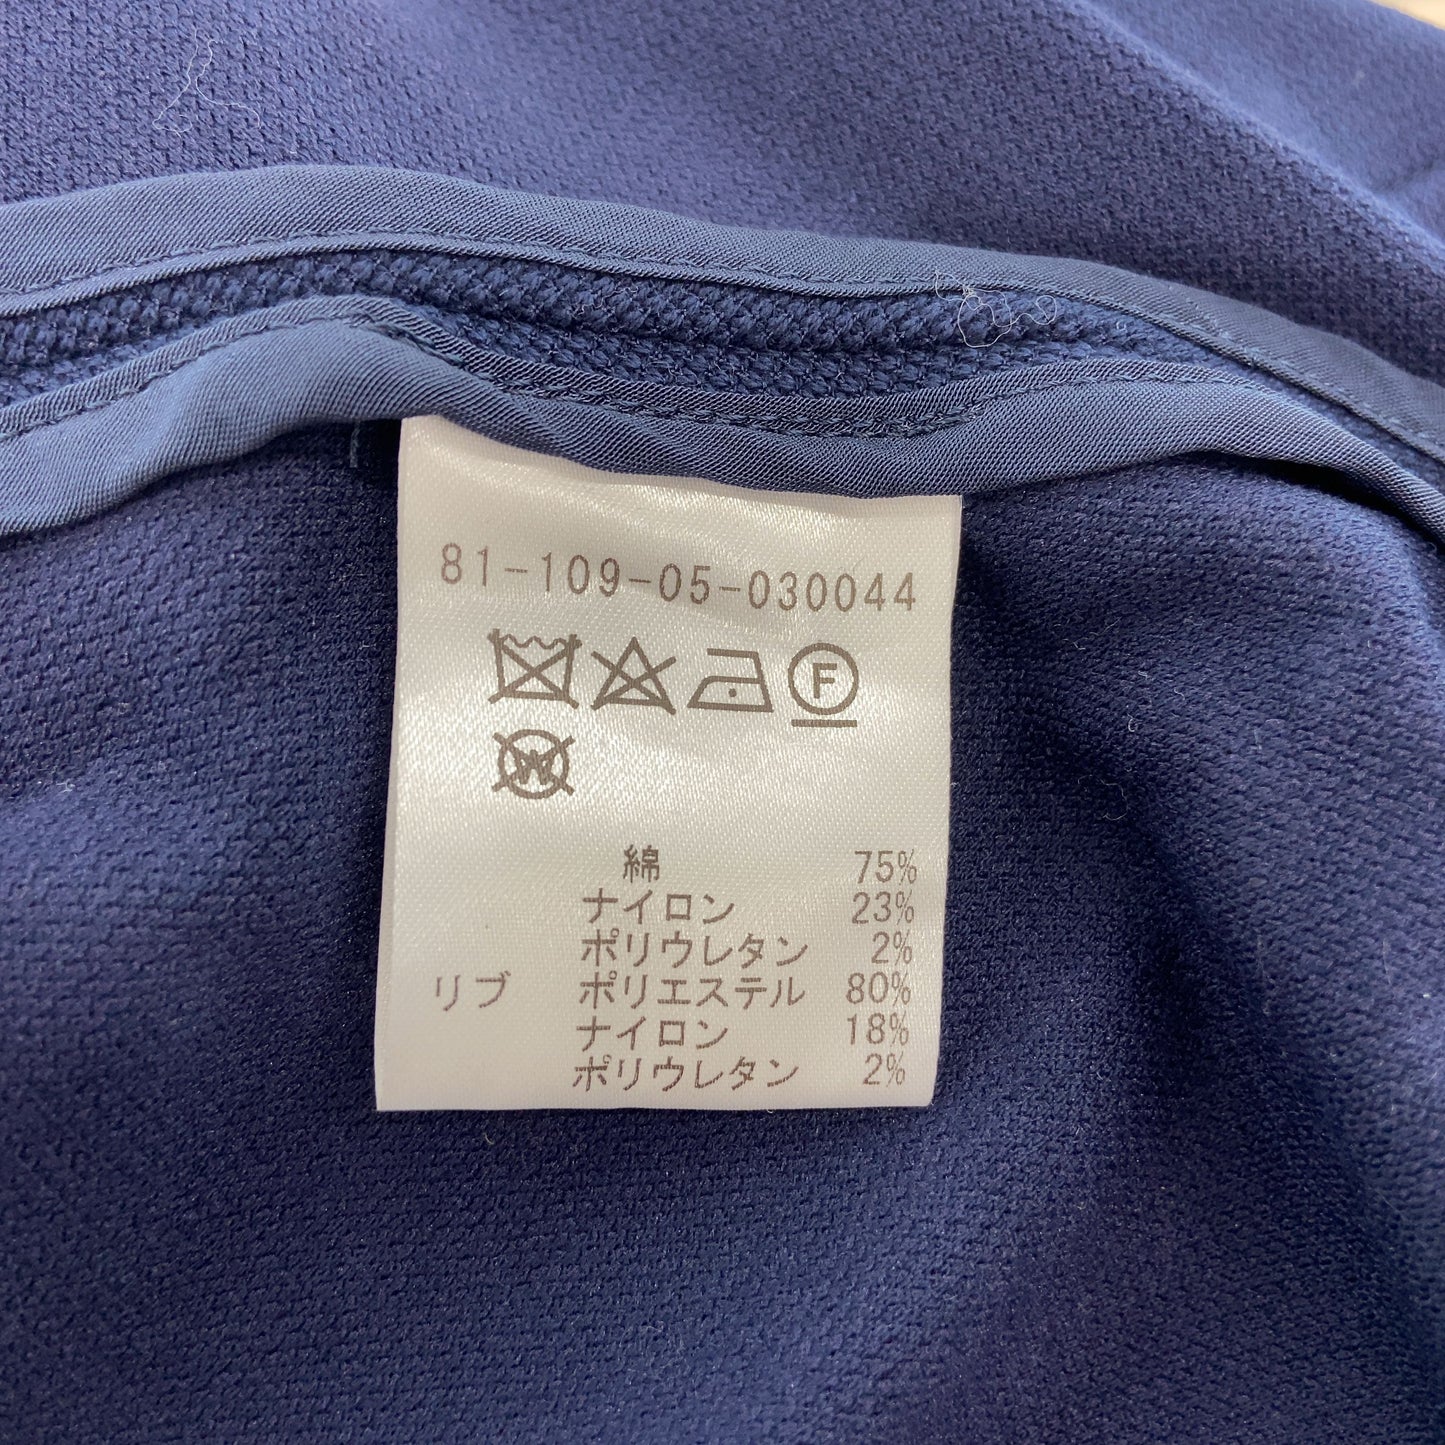 81-109-05-030044
F
W
綿 75%
ナイロン 23%
ポリウレタン 2%
リブ ポリエステル 80%
ナイロン 18%
ポリウレタン 2%